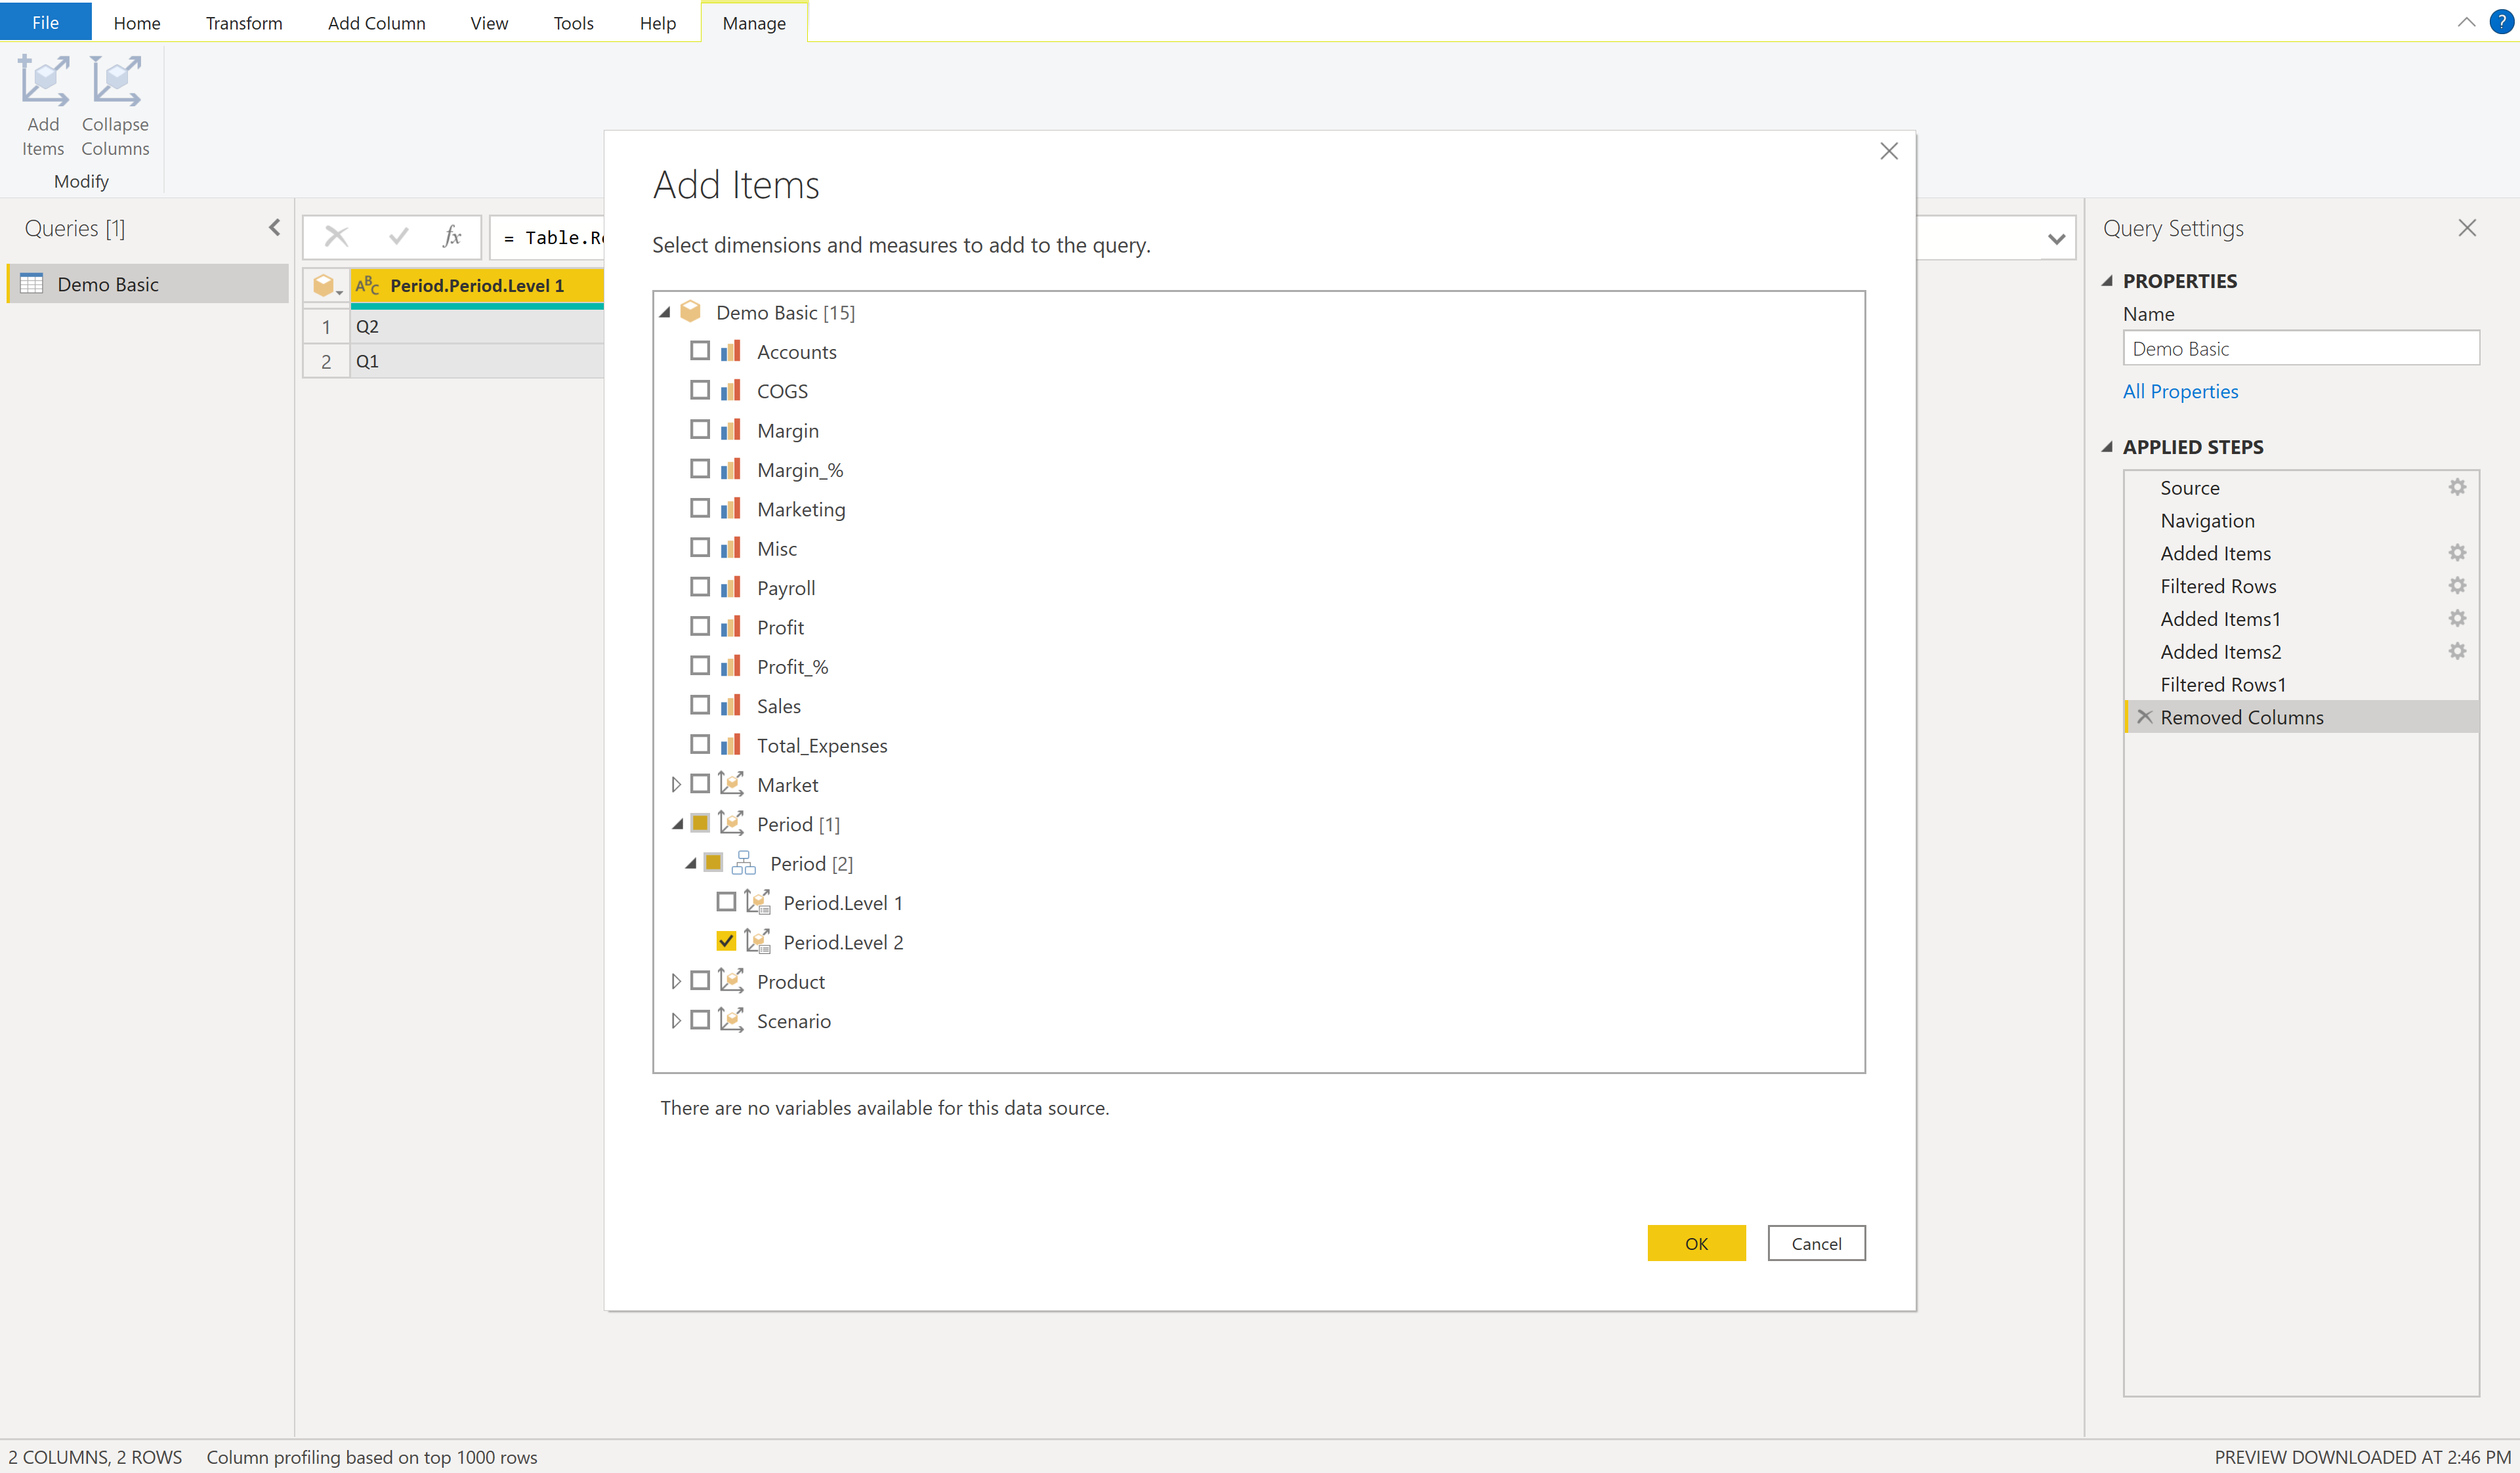 File Home Transform Add Column View Tools Help Manage ?
Add Items
Collapse Columns
Modify
Queries [1]
Demo Basic
fx = Table.Re
ABC Period.Period.Level 1
1 Q2
2 Q1
Add Items
Select dimensions and measures to add to the query.
Demo Basic [15]
Accounts
COGS
Margin
Margin_%
Marketing
Misc
Payroll
Profit
Profit_%
Sales
Total_Expenses
Market
Period [1]
Period [2]
Period.Level 1
Period.Level 2
Product
Scenario
There are no variables available for this data source.
OK Cancel
Query Settings
PROPERTIES
Name
Demo Basic
All Properties
APPLIED STEPS
Source
Navigation
Added Items
Filtered Rows
Added Items1
Added Items2
Filtered Rows1
Removed Columns
2 COLUMNS, 2 ROWS Column profiling based on top 1000 rows PREVIEW DOWNLOADED AT 2:46 PM